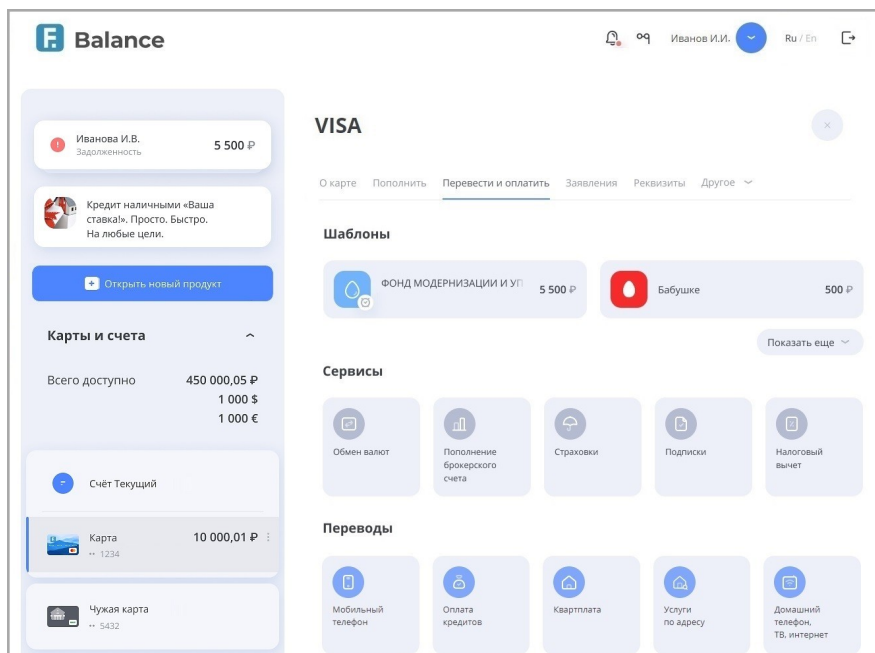 F. Balance
Иванов И.И.
Ru / En
Иванова И.В.
Задолженность
5 500 ₽
Кредит наличными «Ваша
ставка!». Просто. Быстро.
На любые цели.
Открыть новый продукт
Карты и счета
Всего доступно
450 000,05 ₽
1 000 $
1 000 €
Счёт Текущий
Карта
10 000,01 ₽
•• 1234
Чужая карта
•• 5432
VISA
О карте
Пополнить
Перевести и оплатить
Заявления
Реквизиты
Другое
Шаблоны
ФОНД МОДЕРНИЗАЦИИ И УП
5 500 ₽
Бабушке
500 ₽
Показать еще
Сервисы
Обмен валют
Пополнение
брокерского
счета
Страховки
Подписки
Налоговый
вычет
Переводы
Мобильный
телефон
Оплата
кредитов
Квартплата
Услуги
по адресу
Домашний
телефон,
ТВ, интернет